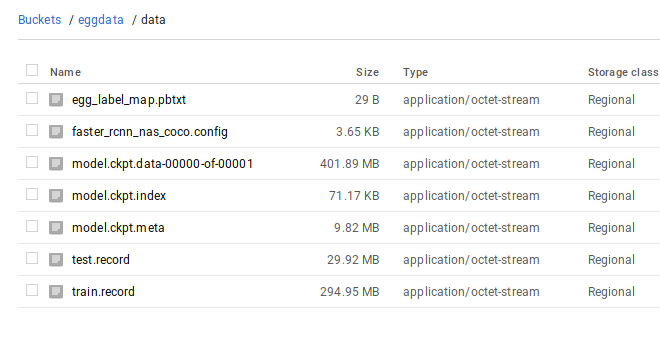 Buckets / eggdata / data
Name Size Type Storage class
egg_label_map.pbtxt 29 B application/octet-stream Regional
faster_rcnn_nas_coco.config 3.65 KB application/octet-stream Regional
model.ckpt.data-00000-of-00001 401.89 MB application/octet-stream Regional
model.ckpt.index 71.17 KB application/octet-stream Regional
model.ckpt.meta 9.82 MB application/octet-stream Regional
test.record 29.92 MB application/octet-stream Regional
train.record 294.95 MB application/octet-stream Regional